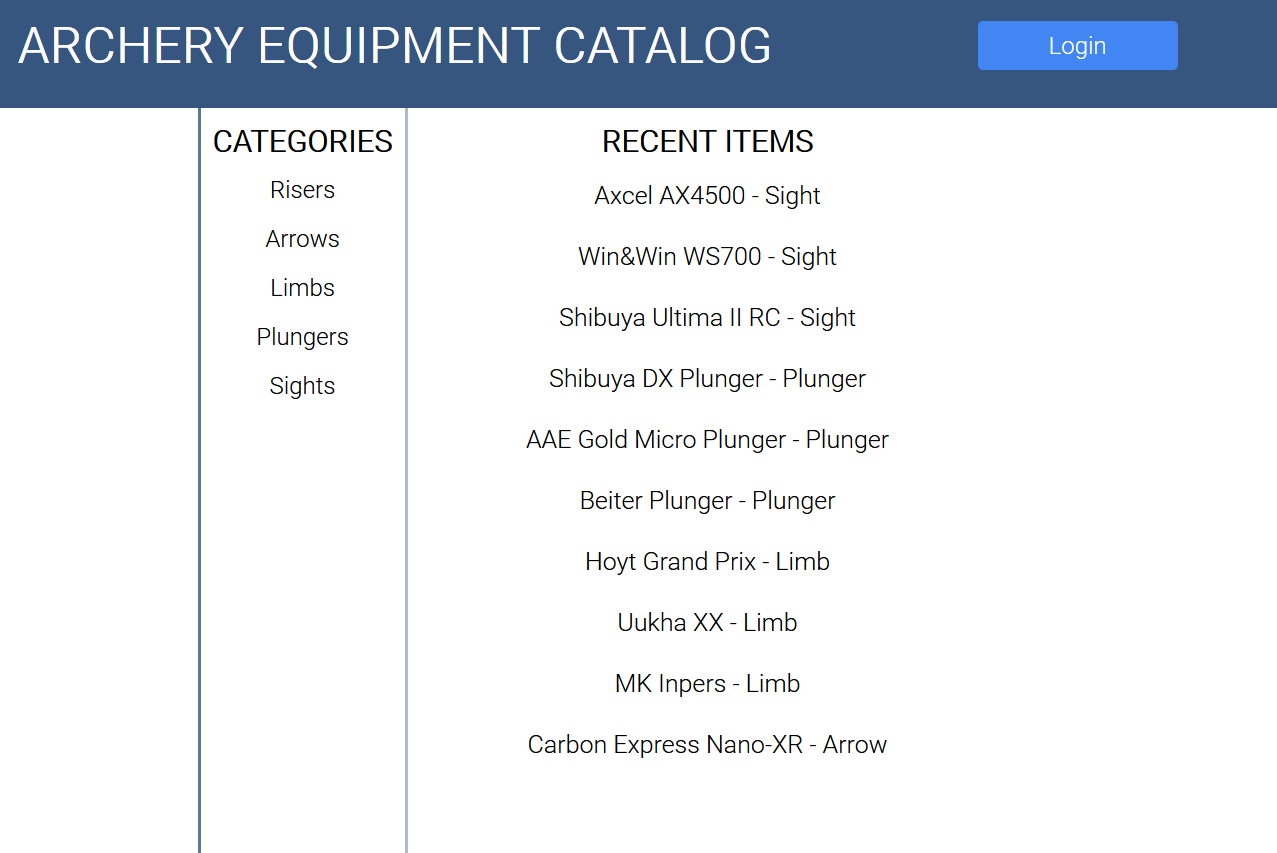 ARCHERY EQUIPMENT CATALOG
Login
CATEGORIES
Risers
Arrows
Limbs
Plungers
Sights
RECENT ITEMS
Axcel AX4500 - Sight
Win&Win WS700 - Sight
Shibuya Ultima II RC - Sight
Shibuya DX Plunger - Plunger
AAE Gold Micro Plunger - Plunger
Beiter Plunger - Plunger
Hoyt Grand Prix - Limb
Uukha XX - Limb
MK Inpers - Limb
Carbon Express Nano-XR - Arrow